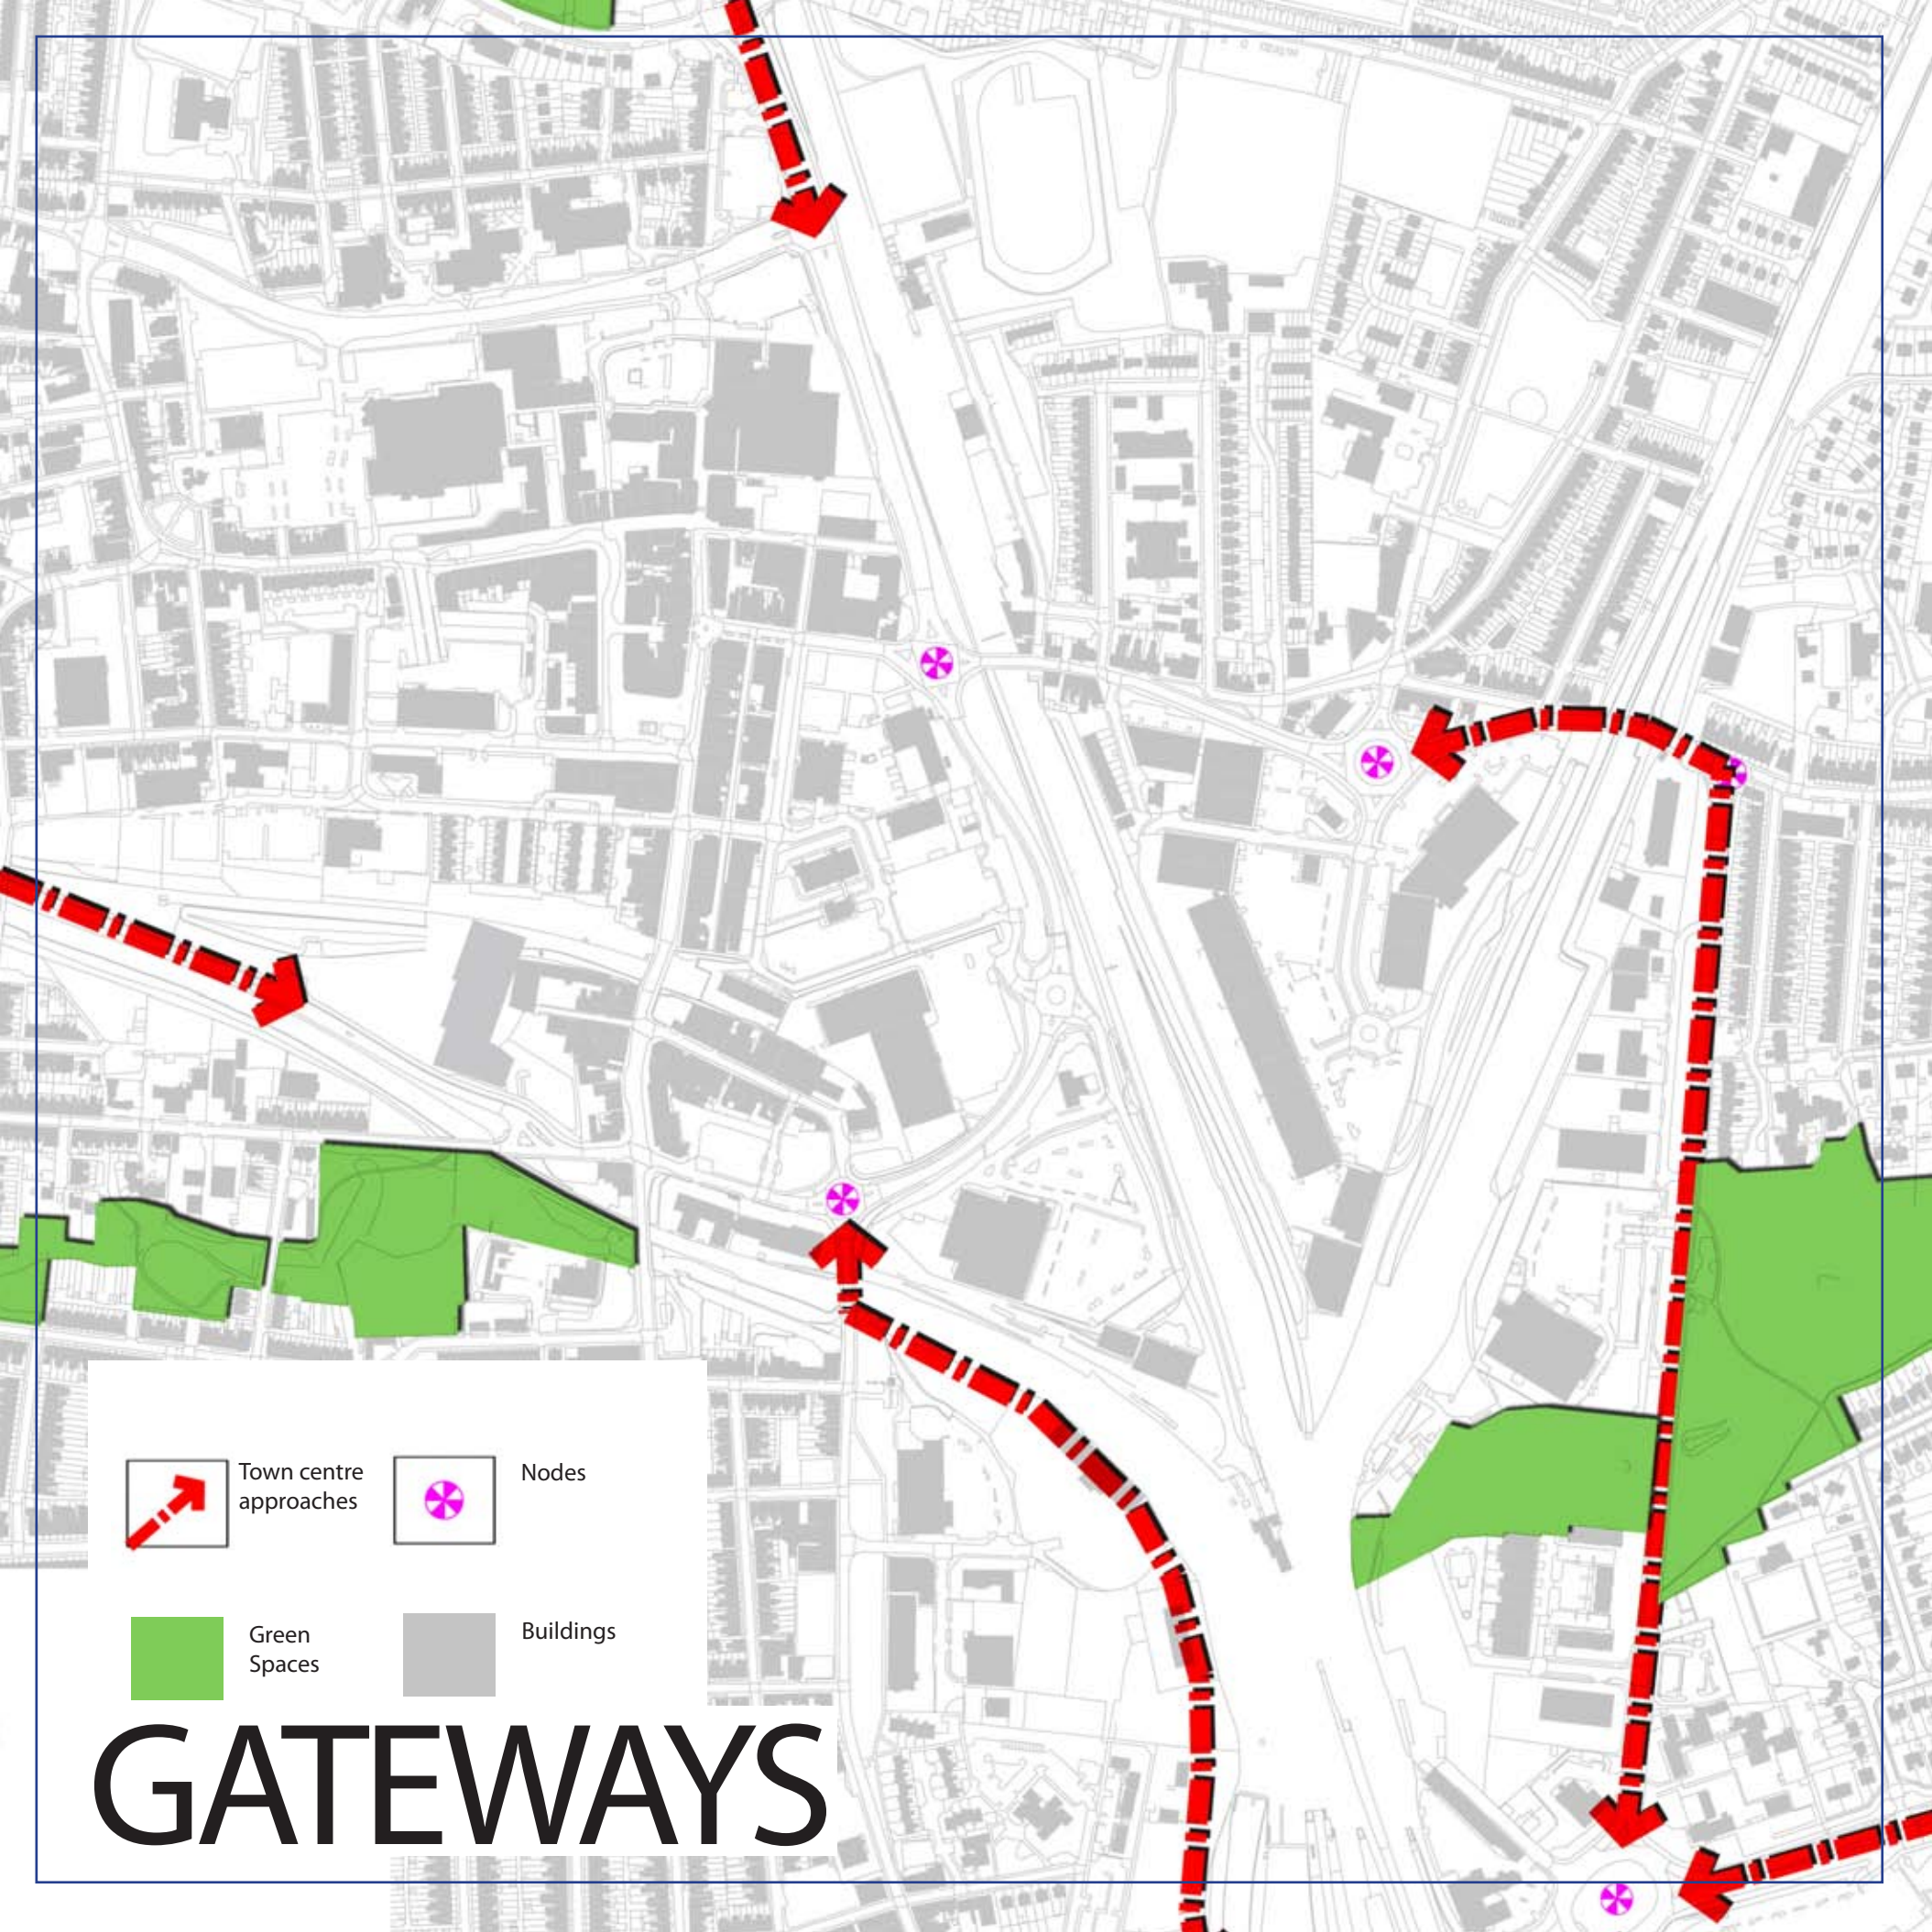 Town centre
approaches
Nodes
Green
Spaces
Buildings
GATEWAYS